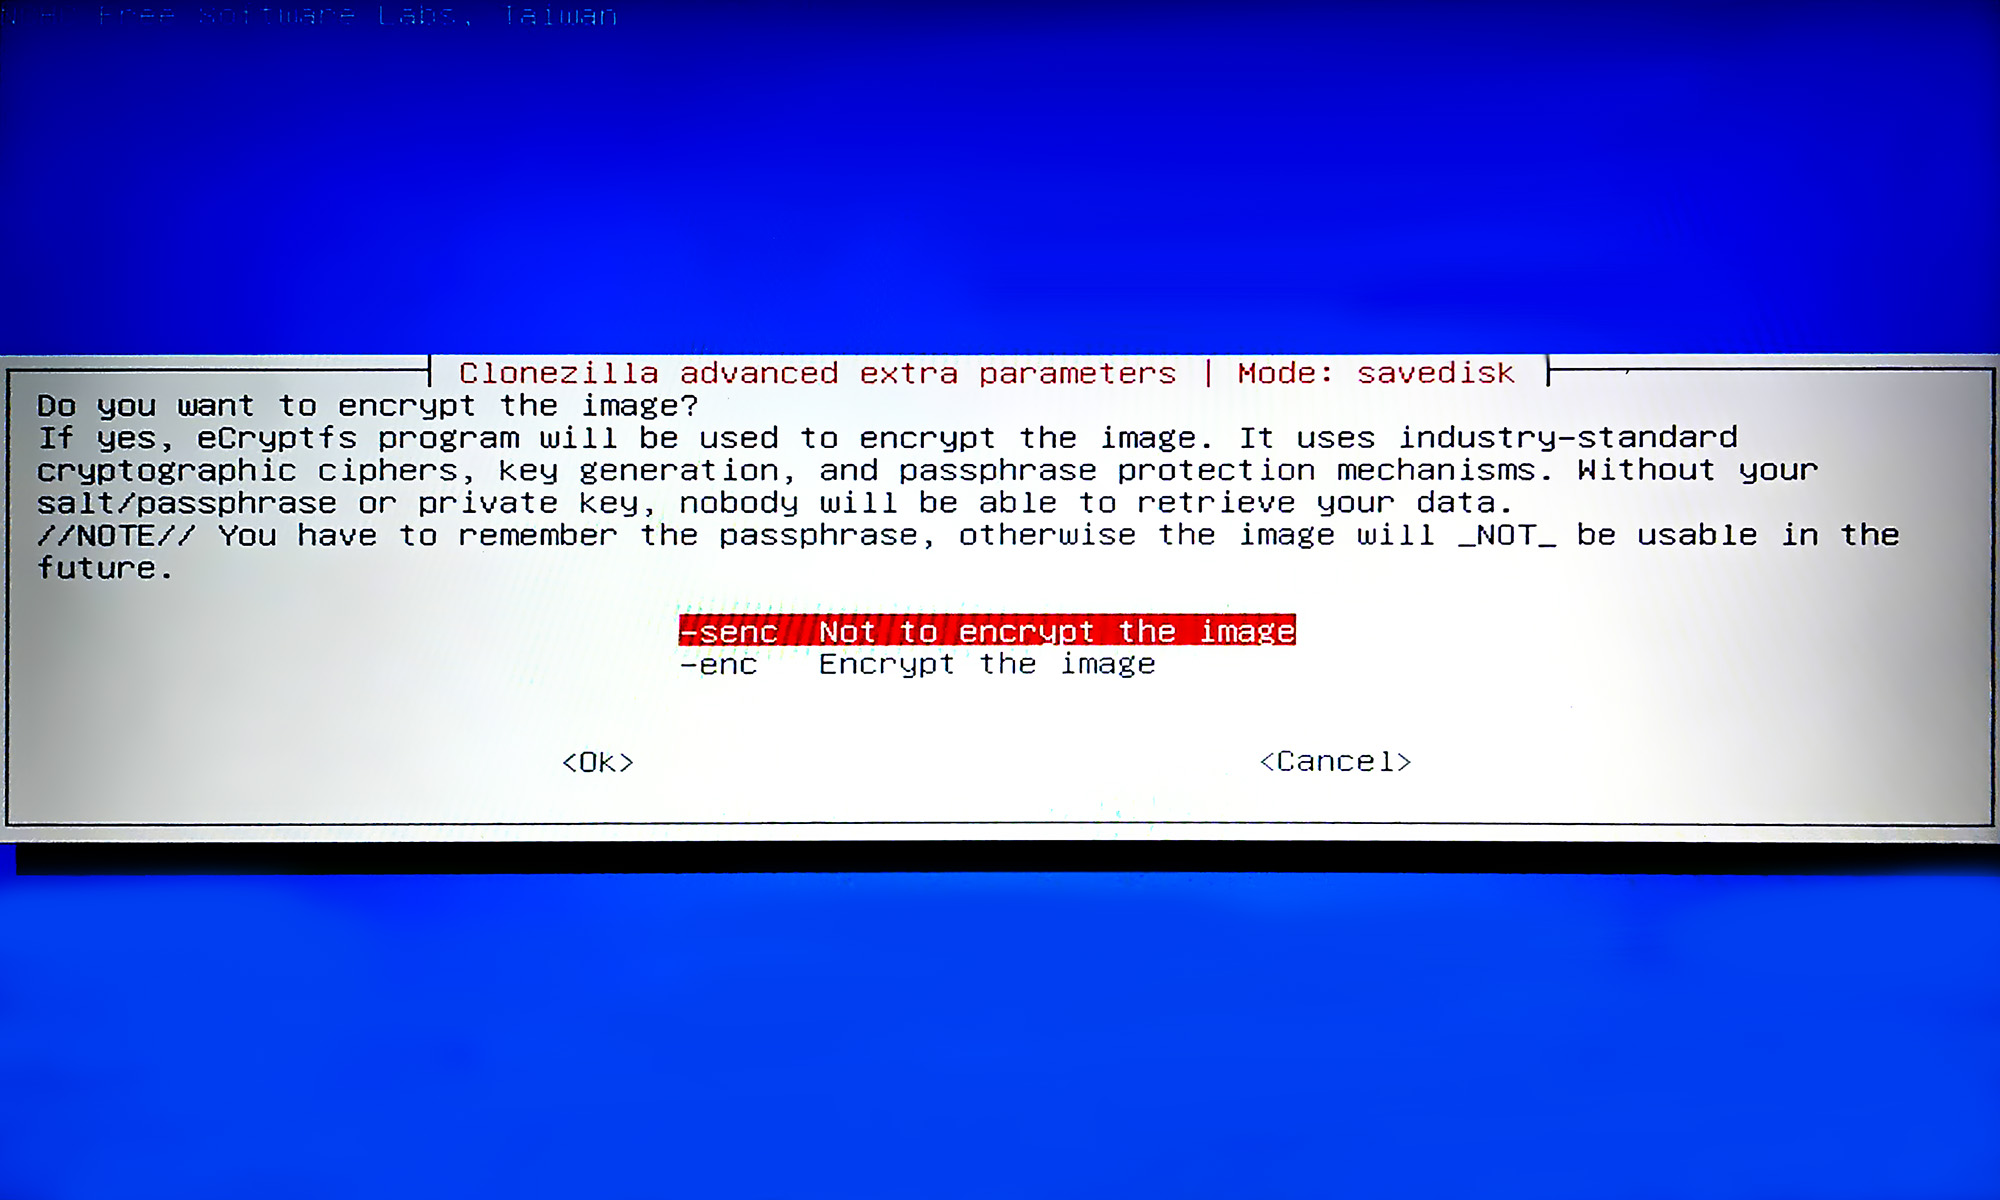 Free Software Labs, Taiwan
Clonezilla advanced extra parameters | Mode: savedisk
Do you want to encrypt the image?
If yes, eCryptfs program will be used to encrypt the image. It uses industry-standard
cryptographic ciphers, key generation, and passphrase protection mechanisms. Without your
salt/passphrase or private key, nobody will be able to retrieve your data.
//NOTE// You have to remember the passphrase, otherwise the image will _NOT_ be usable in the
future.
-senc Not to encrypt the image
-enc Encrypt the image
<Ok> <Cancel>